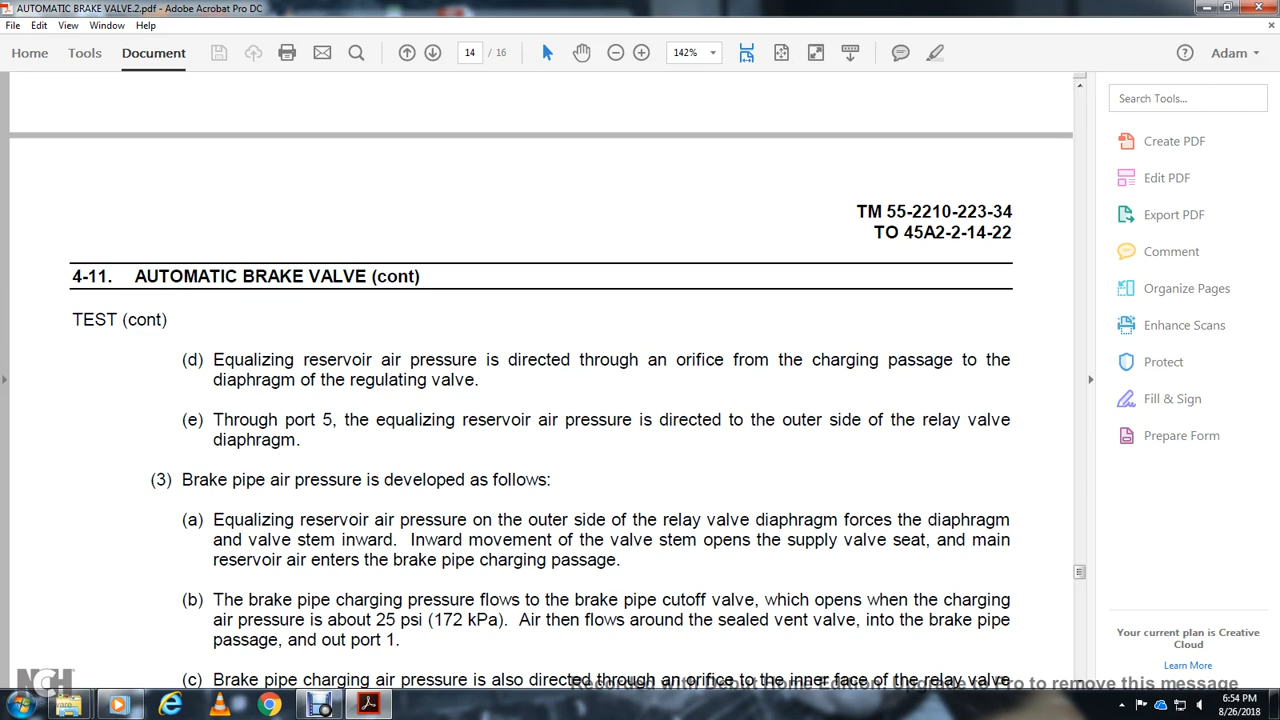 AUTOMATIC BRAKE VALVE.2.pdf - Adobe Acrobat Pro DC
File Edit View Window Help
Home Tools Document 14 / 16 142% Adam
Search Tools...
Create PDF
Edit PDF
Export PDF
Comment
Organize Pages
Enhance Scans
Protect
Fill & Sign
Prepare Form
Your current plan is Creative
Cloud
Learn More
TM 55-2210-223-34
TO 45A2-2-14-22
4-11. AUTOMATIC BRAKE VALVE (cont)
TEST (cont)
(d) Equalizing reservoir air pressure is directed through an orifice from the charging passage to the
diaphragm of the regulating valve.
(e) Through port 5, the equalizing reservoir air pressure is directed to the outer side of the relay valve
diaphragm.
(3) Brake pipe air pressure is developed as follows:
(a) Equalizing reservoir air pressure on the outer side of the relay valve diaphragm forces the diaphragm
and valve stem inward. Inward movement of the valve stem opens the supply valve seat, and main
reservoir air enters the brake pipe charging passage.
(b) The brake pipe charging pressure flows to the brake pipe cutoff valve, which opens when the charging
air pressure is about 25 psi (172 kPa). Air then flows around the sealed vent valve, into the brake pipe
passage, and out port 1.
(c) Brake pipe charging air pressure is also directed through an orifice to the inner face of the relay valve
NCH
to remove this message
6:54 PM
8/26/2018